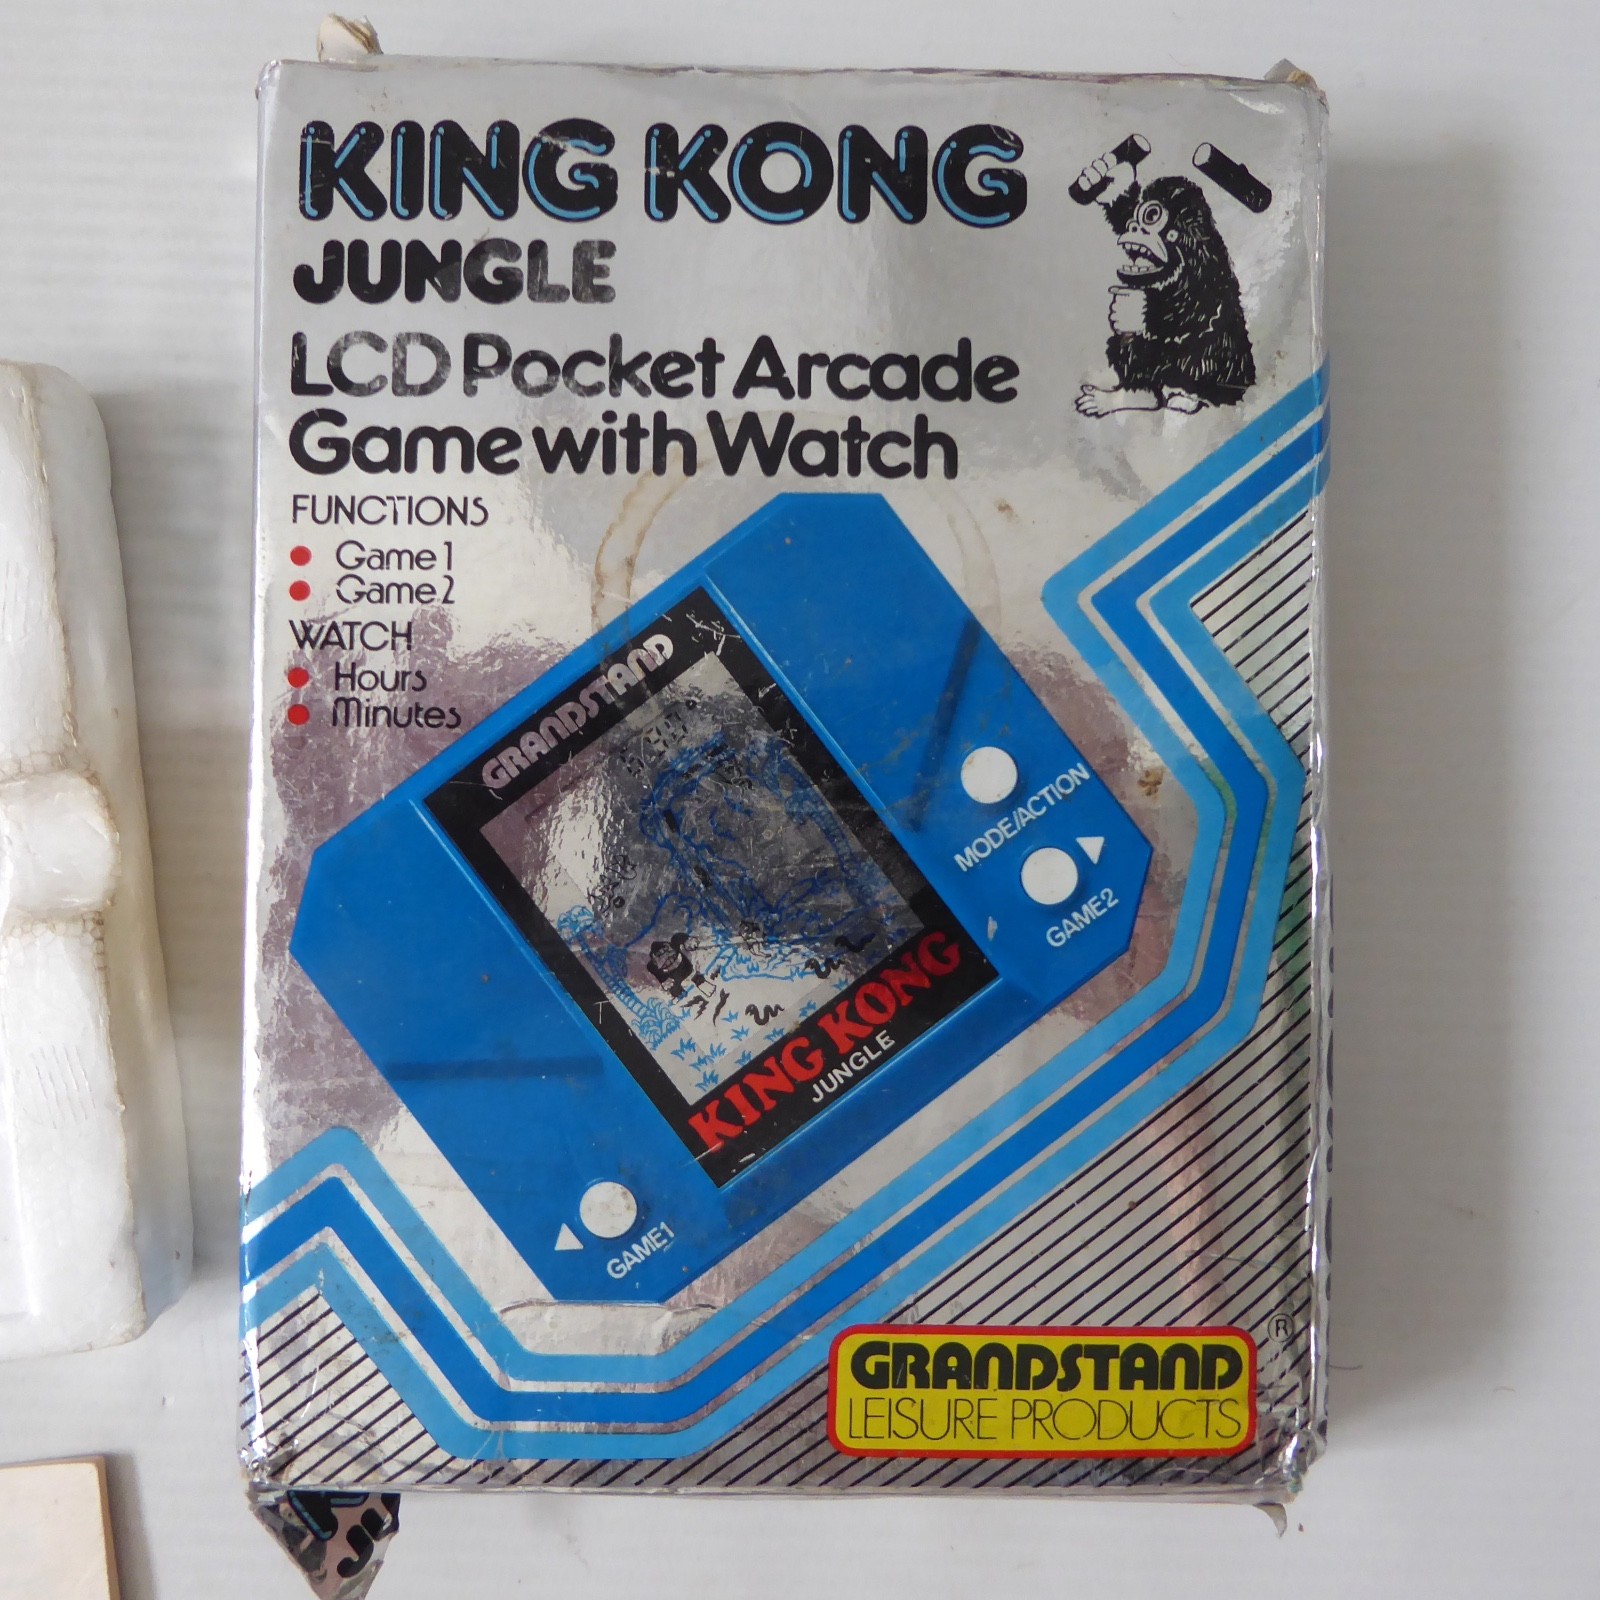 KING KONG
JUNGLE
LCD Pocket Arcade
Game with Watch
FUNCTIONS
Game 1
Game 2
WATCH
Hours
Minutes
GRANDSTAND
MODE/ACTION
GAME2
KING KONG
JUNGLE
GAME1
GRANDSTAND
®
LEISURE PRODUCTS